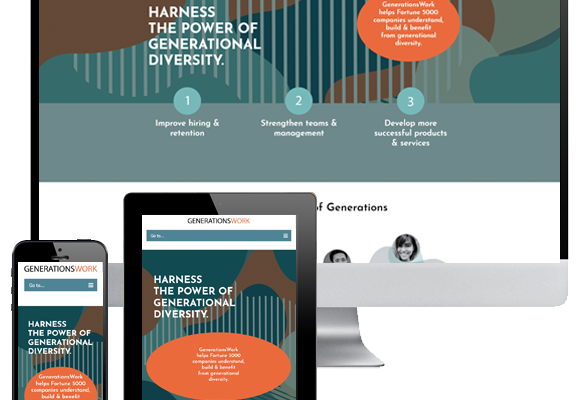 HARNESS
THE POWER OF
GENERATIONAL
DIVERSITY.
GenerationsWork
helps Fortune 5000
companies understand,
build & benefit
from generational
diversity.
1
Improve hiring &
retention
2
Strengthen teams &
management
3
Develop more
successful products
& services
of Generations
GENERATIONSWORK
Go to...
HARNESS
THE POWER OF
GENERATIONAL
DIVERSITY.
GenerationsWork
helps Fortune 5000
companies understand,
build & benefit
from generational
diversity.
GENERATIONSWORK
Go to...
HARNESS
THE POWER OF
GENERATIONAL
DIVERSITY.
GenerationsWork
helps Fortune 5000
companies understand,
build & benefit